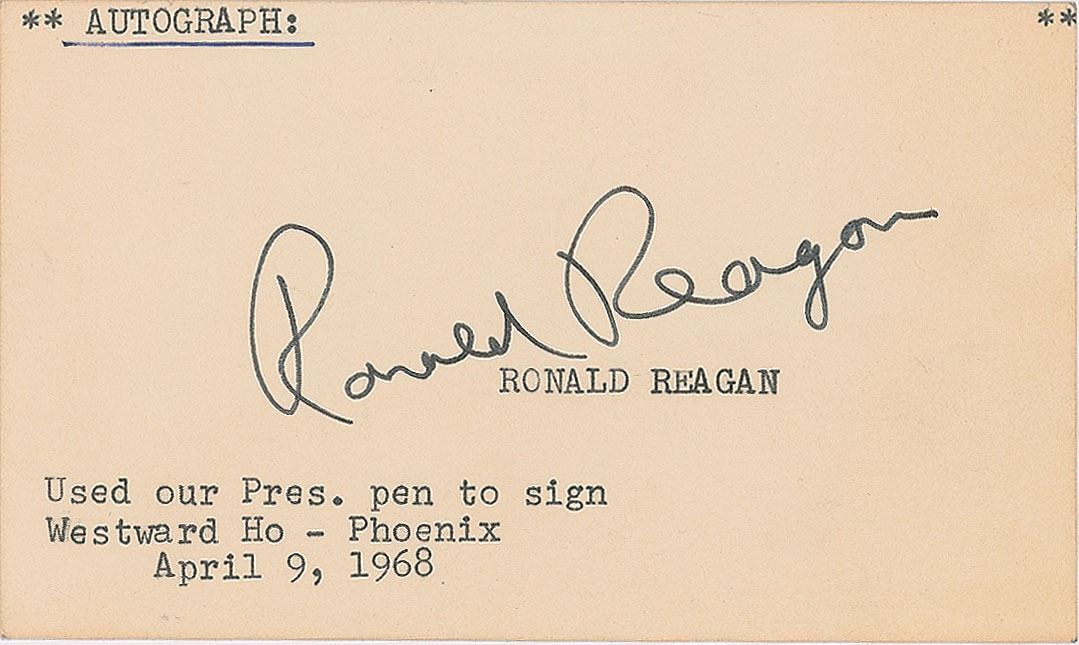 ** AUTOGRAPH: **
Ronald Reagan
RONALD REAGAN
Used our Pres. pen to sign
Westward Ho - Phoenix
April 9, 1968